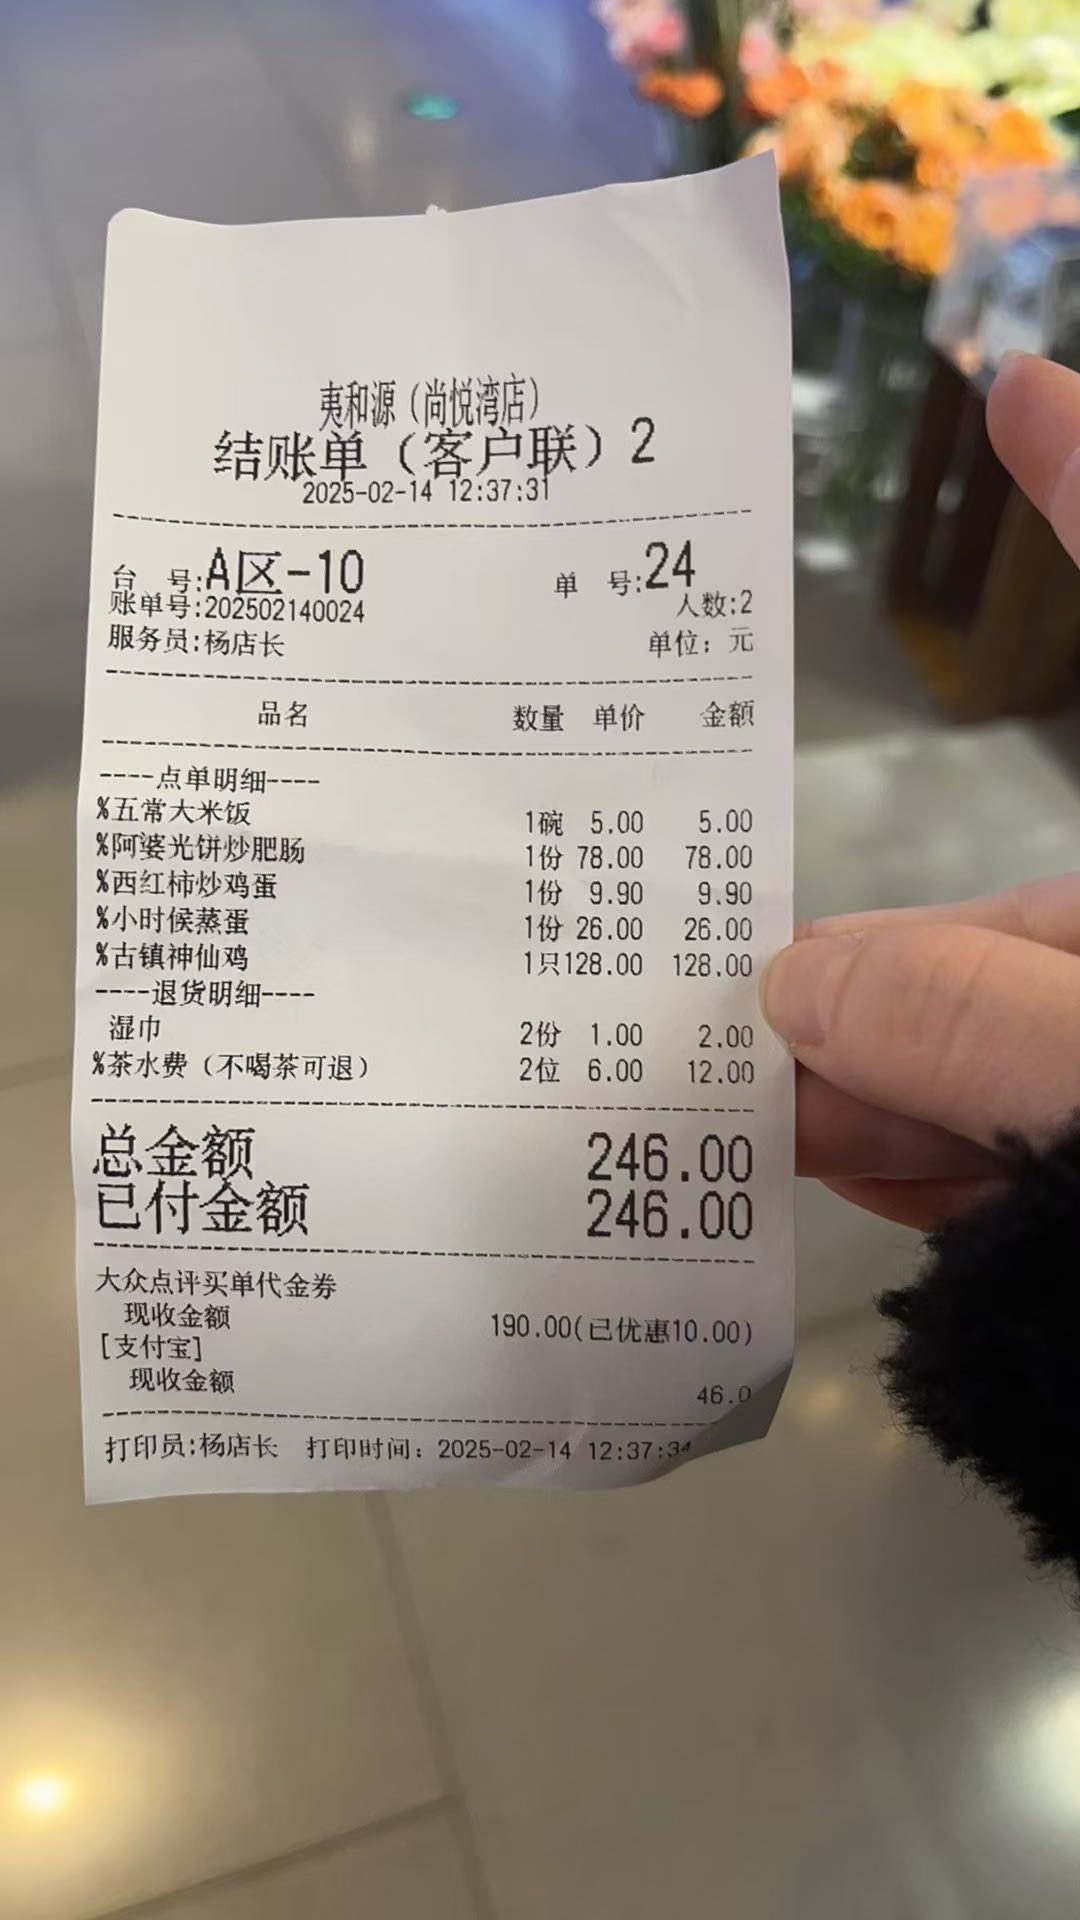 夷和源（尚悦湾店）
结账单（客户联）2
2025-02-14 12:37:31
台 号:A区-10 单 号:24
账单号:202502140024 人数:2
服务员:杨店长 单位：元
品名 数量 单价 金额
----点单明细----
%五常大米饭 1碗 5.00 5.00
%阿婆光饼炒肥肠 1份 78.00 78.00
%西红柿炒鸡蛋 1份 9.90 9.90
%小时候蒸蛋 1份 26.00 26.00
%古镇神仙鸡 1只128.00 128.00
----退货明细----
湿巾 2份 1.00 2.00
%茶水费（不喝茶可退） 2位 6.00 12.00
总金额 246.00
已付金额 246.00
大众点评买单代金券
现收金额 190.00(已优惠10.00)
[支付宝]
现收金额 46.0
打印员:杨店长 打印时间：2025-02-14 12:37:34